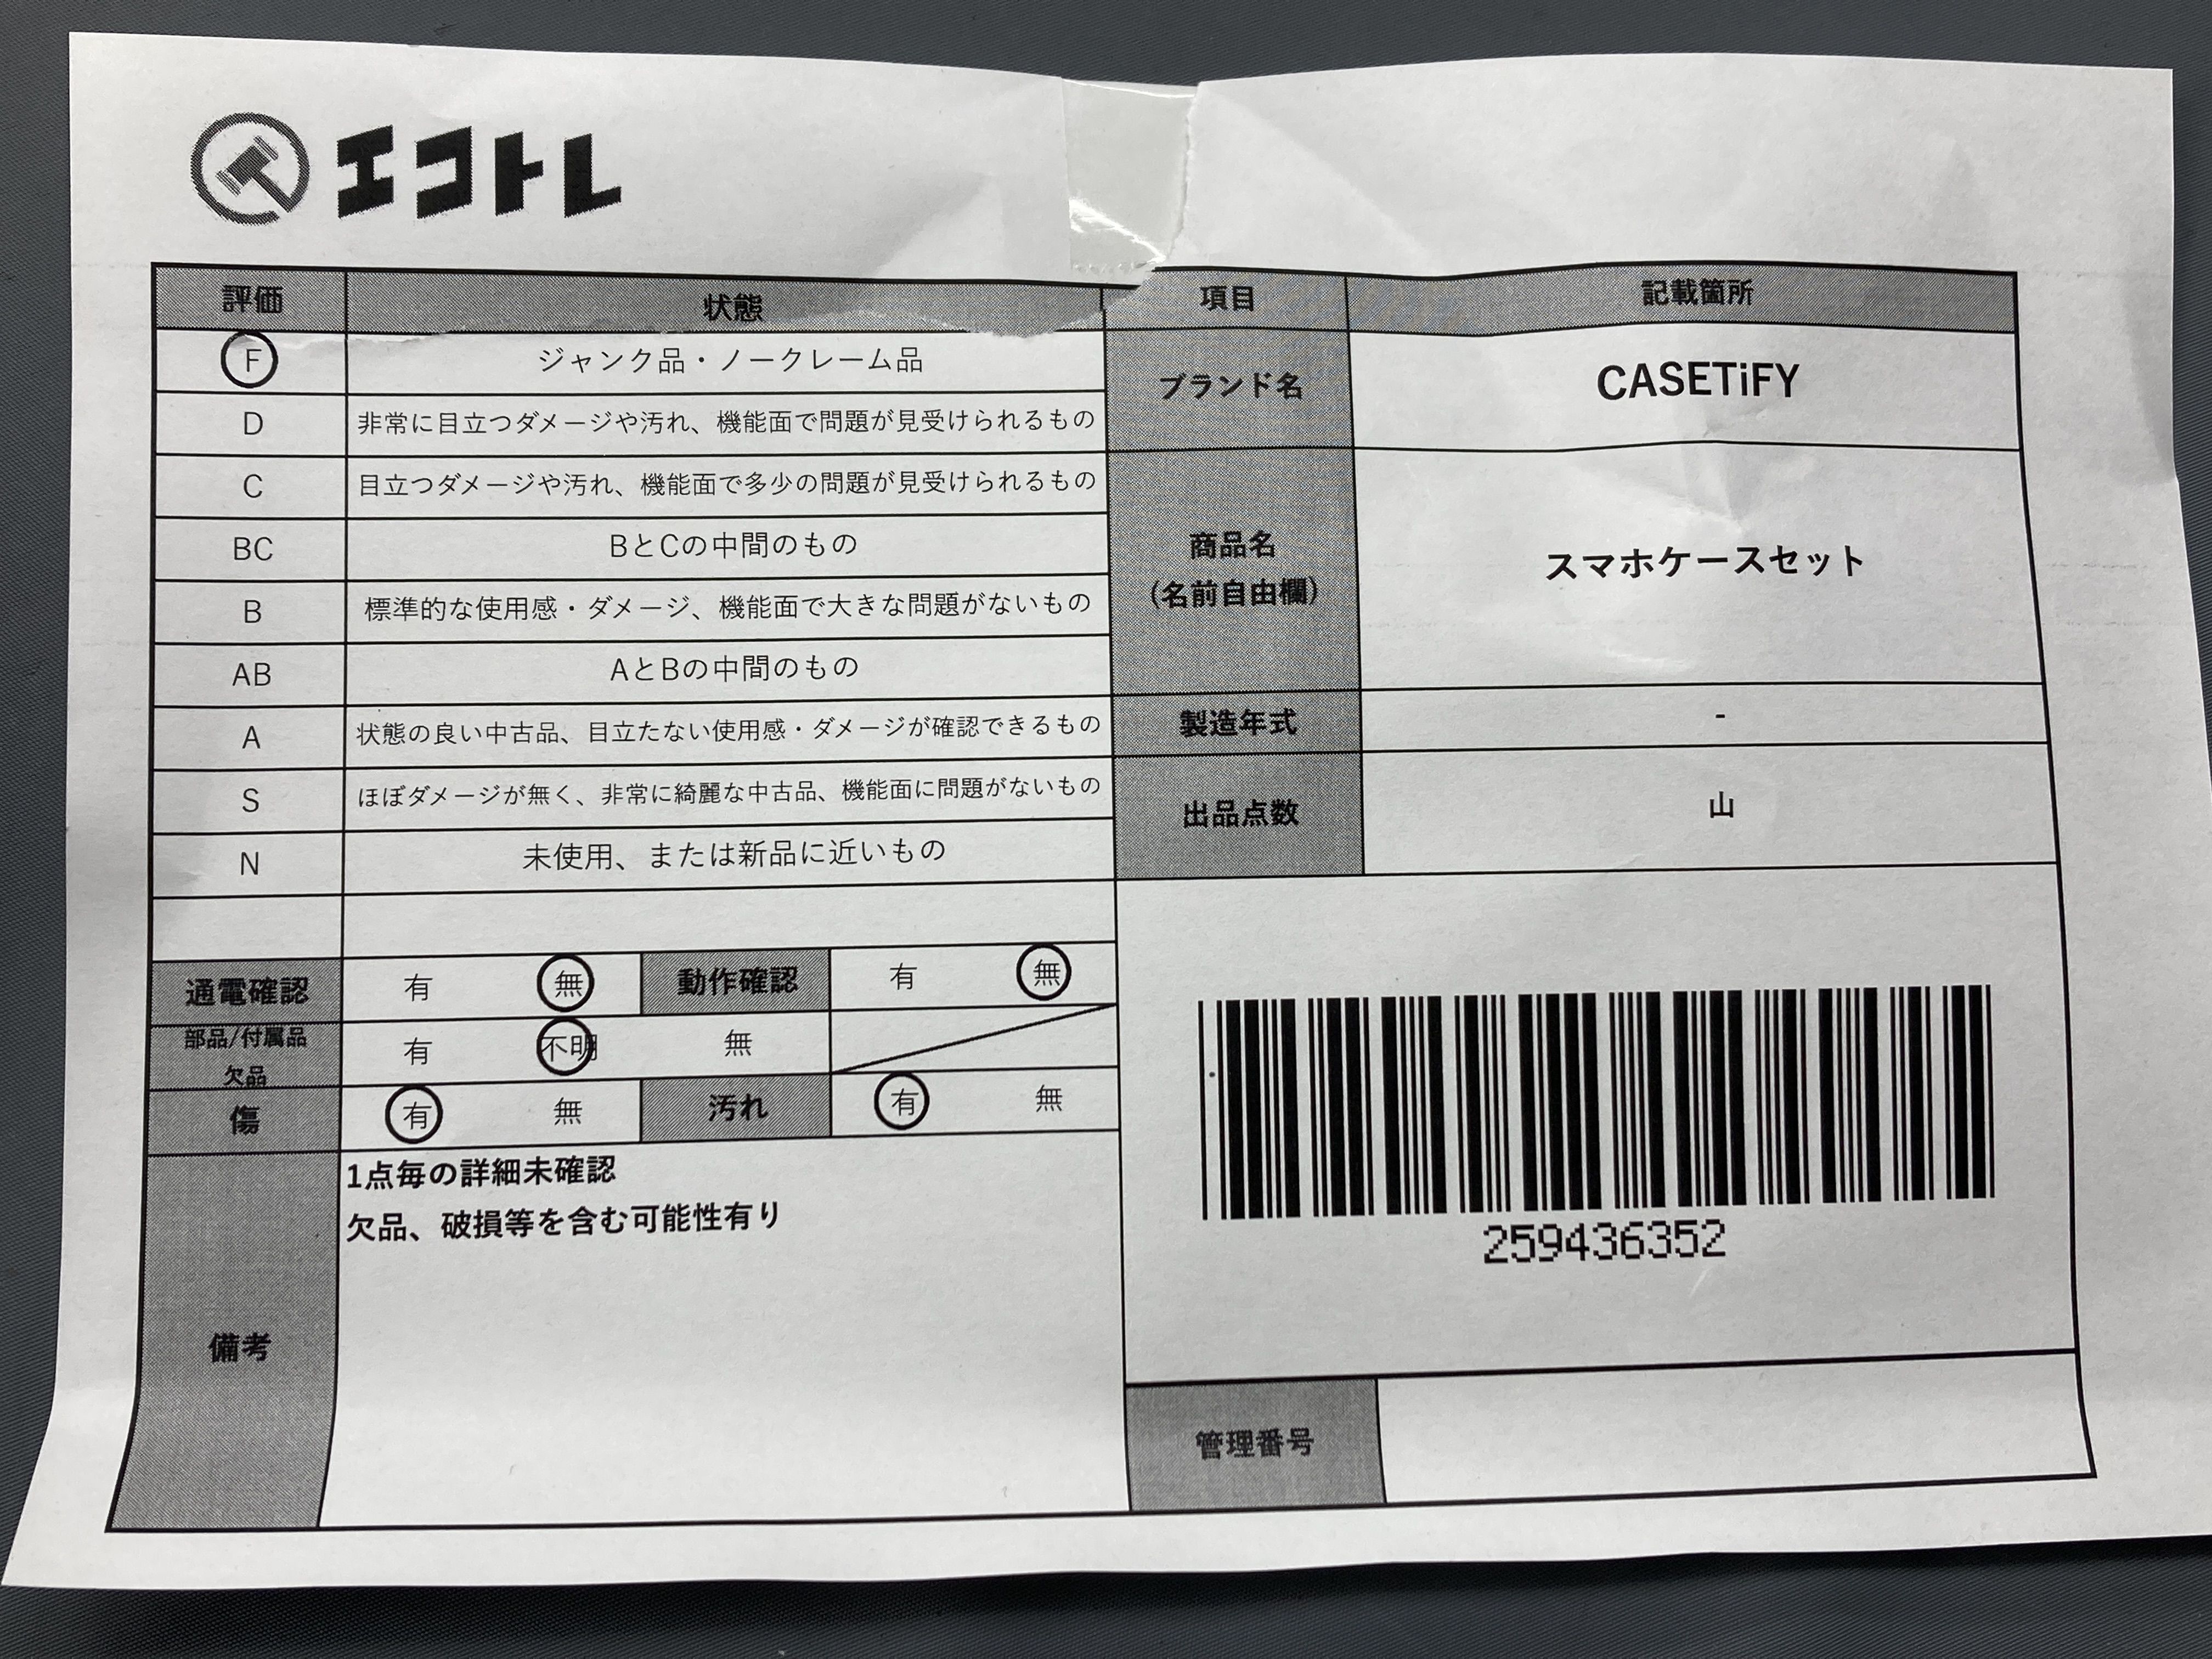 エコトレ
評価 状態
F ジャンク品・ノークレーム品
D 非常に目立つダメージや汚れ、機能面で問題が見受けられるもの
C 目立つダメージや汚れ、機能面で多少の問題が見受けられるもの
BC BとCの中間のもの
B 標準的な使用感・ダメージ、機能面で大きな問題がないもの
AB AとBの中間のもの
A 状態の良い中古品、目立たない使用感・ダメージが確認できるもの
S ほぼダメージが無く、非常に綺麗な中古品、機能面に問題がないもの
N 未使用、または新品に近いもの
通電確認 有 無 動作確認 有 無
部品/付属品
欠品 有 不明 無
傷 有 無 汚れ 有 無
備考
1点毎の詳細未確認
欠品、破損等を含む可能性有り
項目 記載箇所
ブランド名 CASETiFY
商品名
(名前自由欄)
スマホケースセット
製造年式 -
出品点数 山
259436352
管理番号